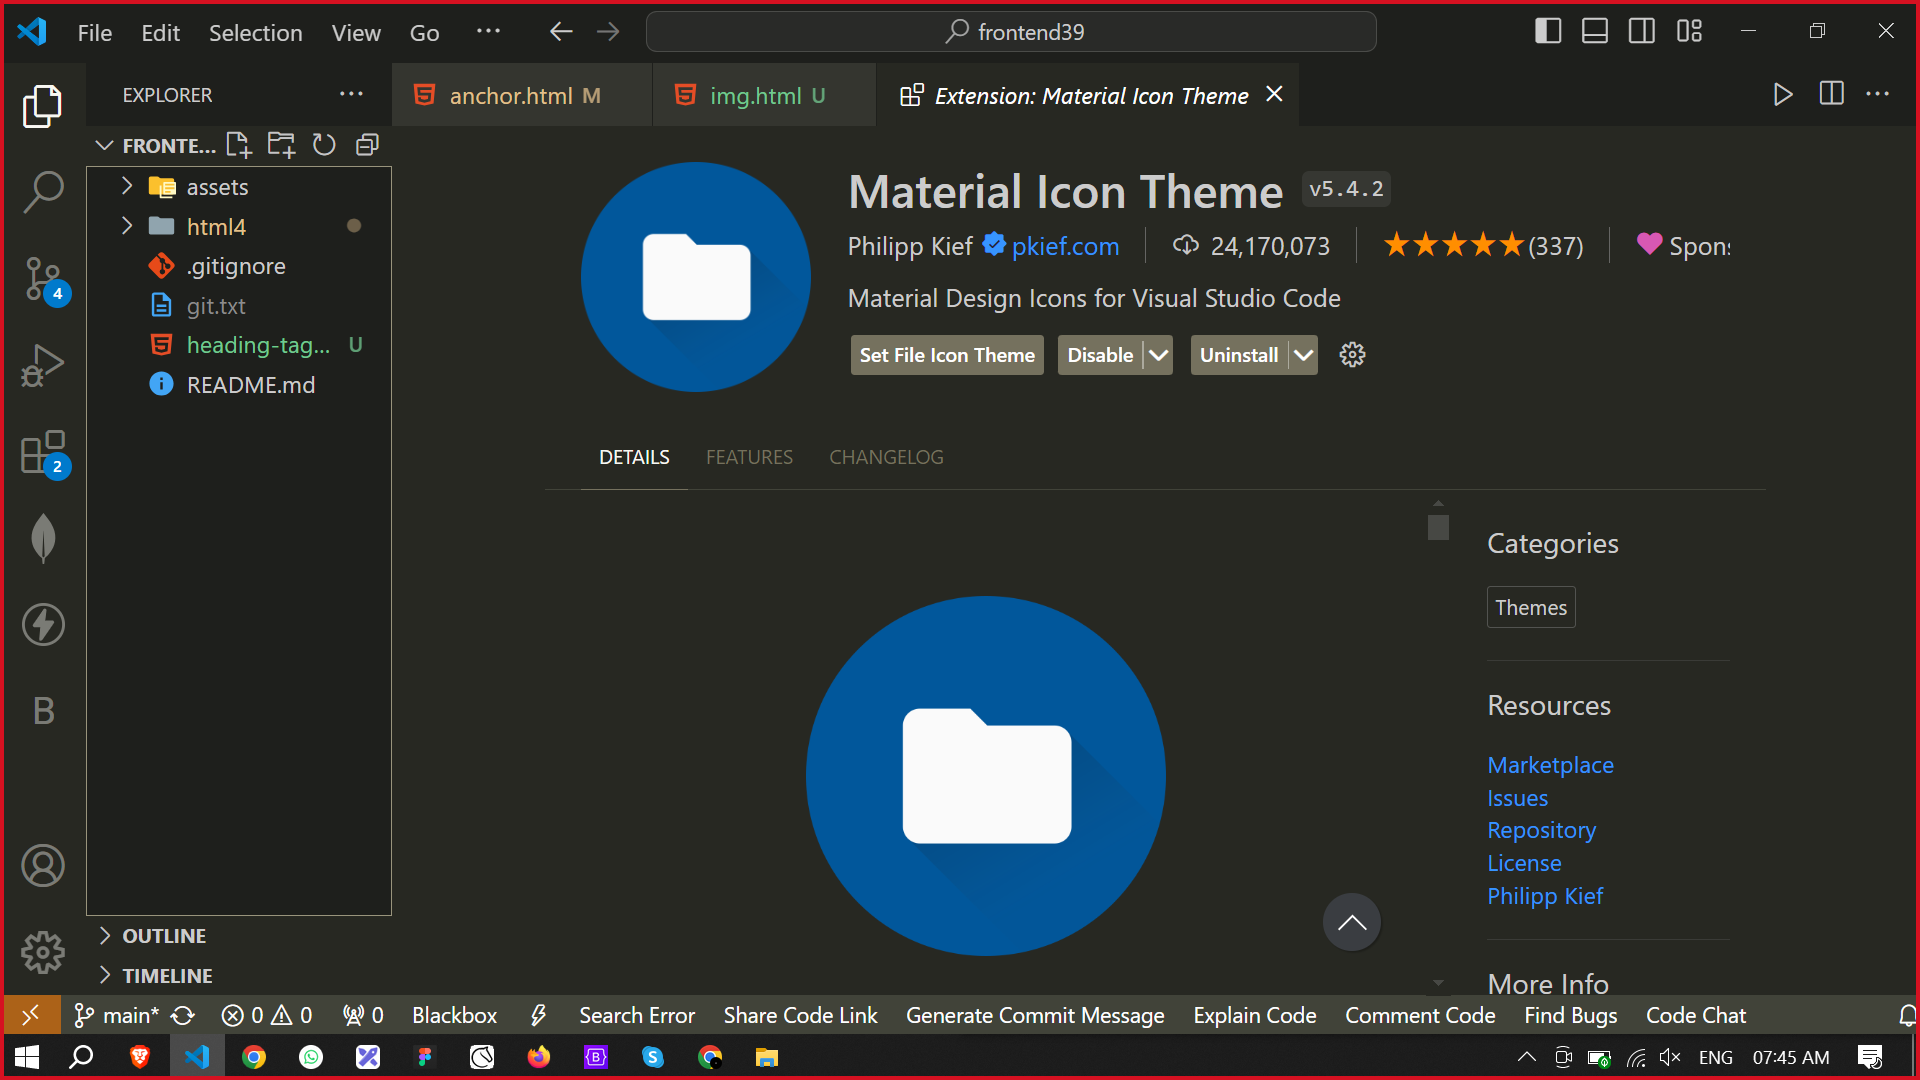 File Edit Selection View Go ··· frontend39
EXPLORER ···
anchor.html M
img.html U
Extension: Material Icon Theme
FRONTE...
assets
html4
.gitignore
git.txt
heading-tag... U
README.md
OUTLINE
TIMELINE
4
2
B
Material Icon Theme v5.4.2
Philipp Kief pkief.com 24,170,073 (337)
Material Design Icons for Visual Studio Code
Set File Icon Theme Disable Uninstall
DETAILS FEATURES CHANGELOG
Categories
Themes
Resources
Marketplace
Issues
Repository
License
Philipp Kief
More Info
main* 0 0 0 Blackbox Search Error Share Code Link Generate Commit Message Explain Code Comment Code Find Bugs Code Chat
ENG 07:45 AM